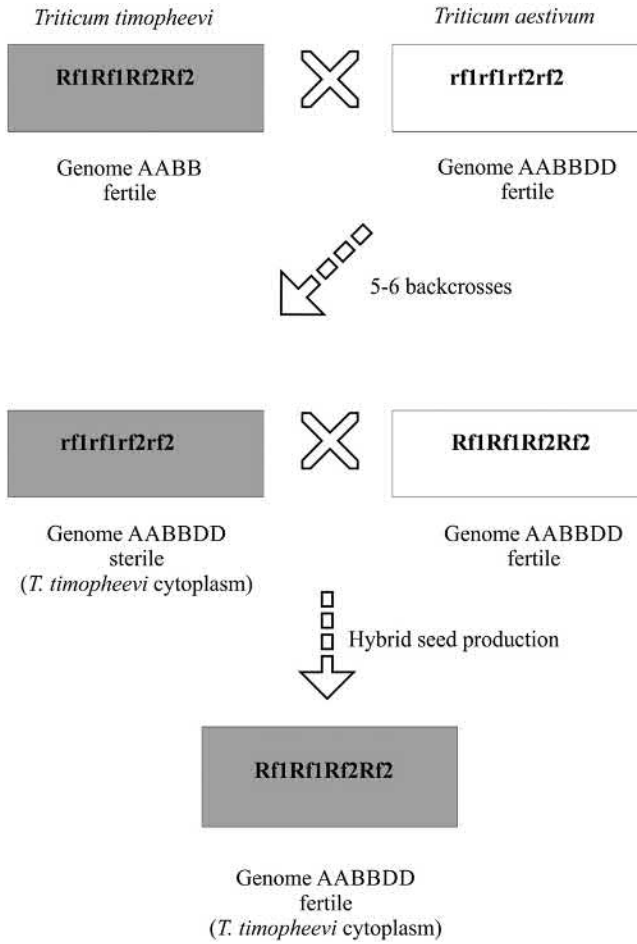 Triticum timopheevi
Triticum aestivum
Rf1Rf1Rf2Rf2
rf1rf1rf2rf2
Genome AABB
fertile
Genome AABBDD
fertile
5-6 backcrosses
rf1rf1rf2rf2
Rf1Rf1Rf2Rf2
Genome AABBDD
sterile
(T. timopheevi cytoplasm)
Genome AABBDD
fertile
Hybrid seed production
Rf1Rf1Rf2Rf2
Genome AABBDD
fertile
(T. timopheevi cytoplasm)